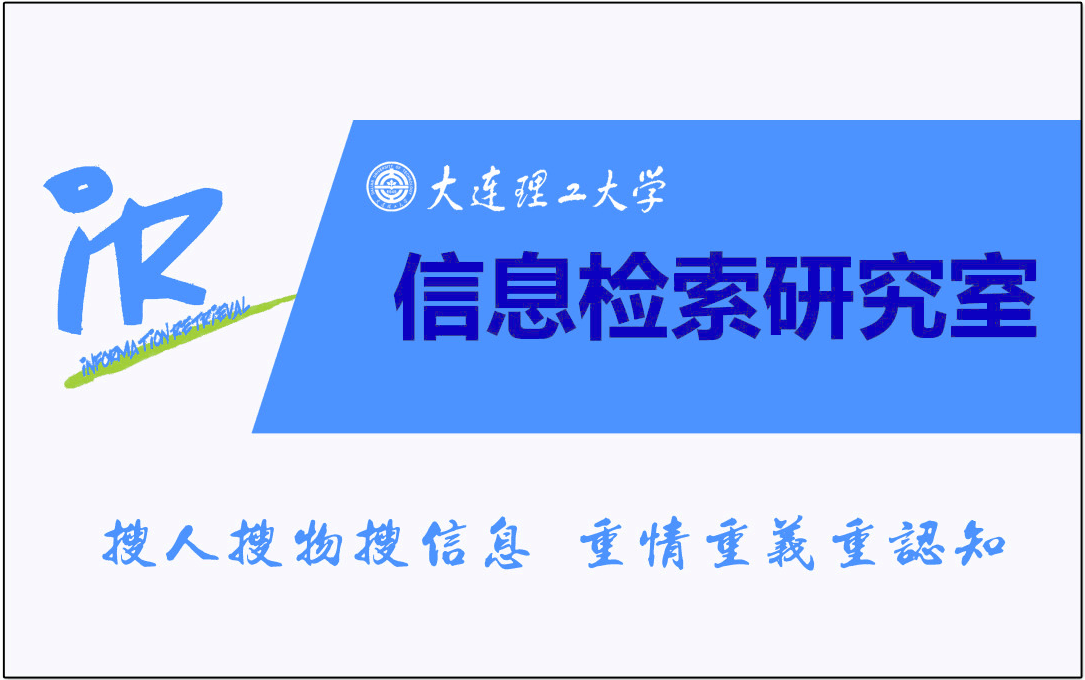 iR
INFORMATION RETRIEVAL
大连理工大学
信息检索研究室
搜人搜物搜信息 重情重義重認知